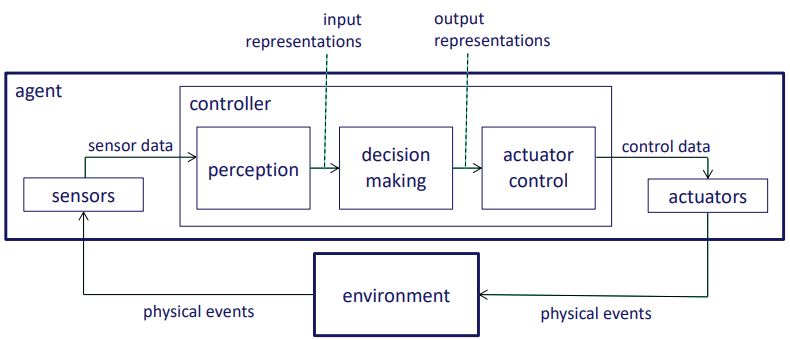 input
representations
output
representations
agent
controller
sensor data
perception
decision
making
actuator
control
control data
sensors
actuators
environment
physical events
physical events